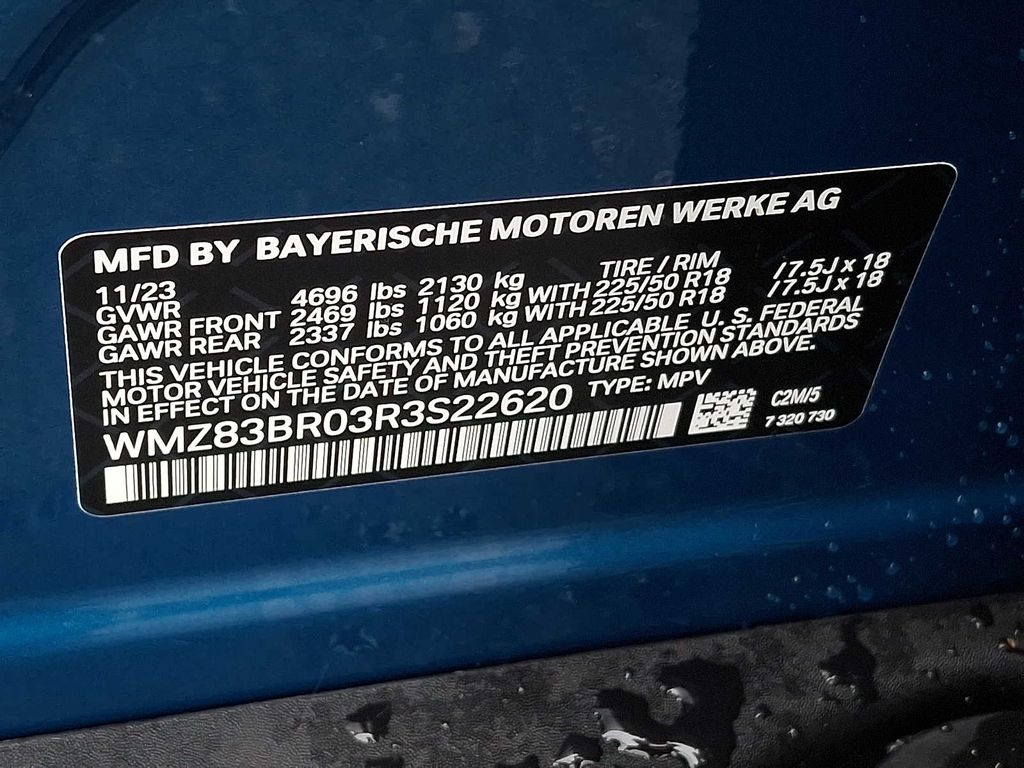 MFD BY BAYERISCHE MOTOREN WERKE AG
11/23 TIRE / RIM
GVWR 4696 lbs 2130 kg
GAWR FRONT 2469 lbs 1120 kg WITH 225/50 R18 / 7.5J x 18
GAWR REAR 2337 lbs 1060 kg WITH 225/50 R18 / 7.5J x 18
THIS VEHICLE CONFORMS TO ALL APPLICABLE U. S. FEDERAL
MOTOR VEHICLE SAFETY AND THEFT PREVENTION STANDARDS
IN EFFECT ON THE DATE OF MANUFACTURE SHOWN ABOVE.
WMZ83BR03R3S22620 TYPE: MPV
C2M/5
7 320 730